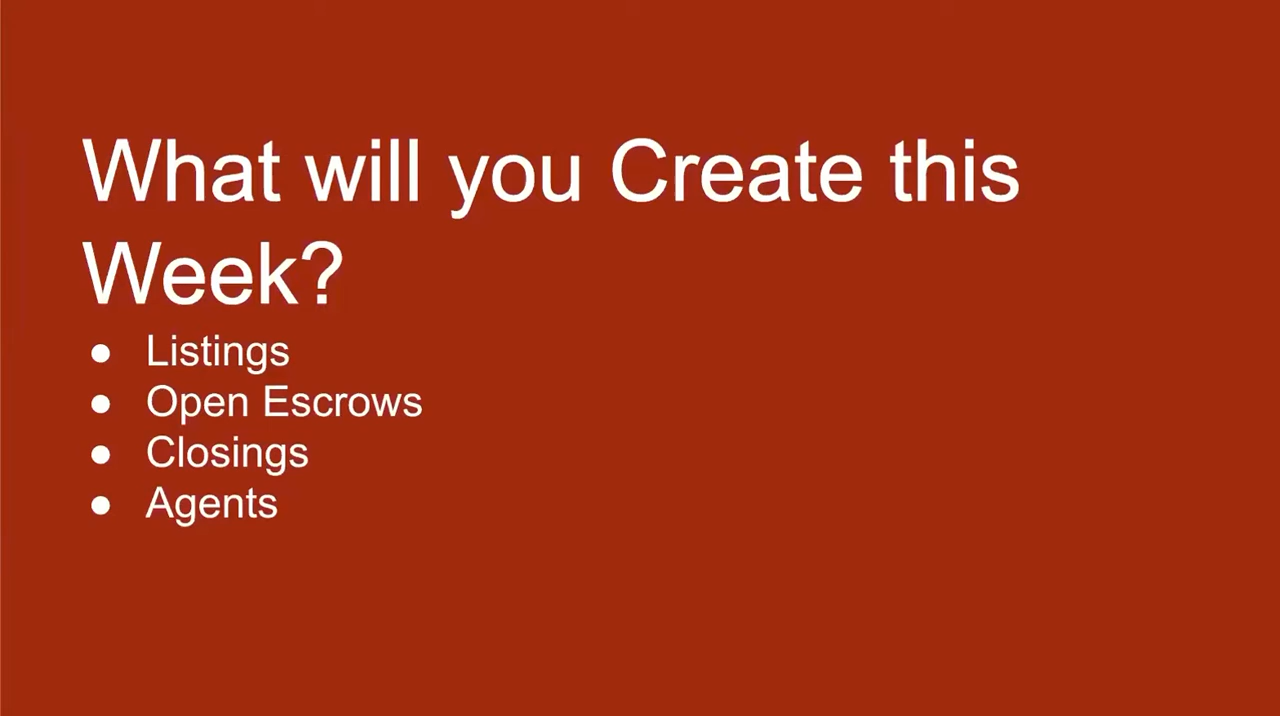 What will you Create this
Week?
● Listings
● Open Escrows
● Closings
● Agents